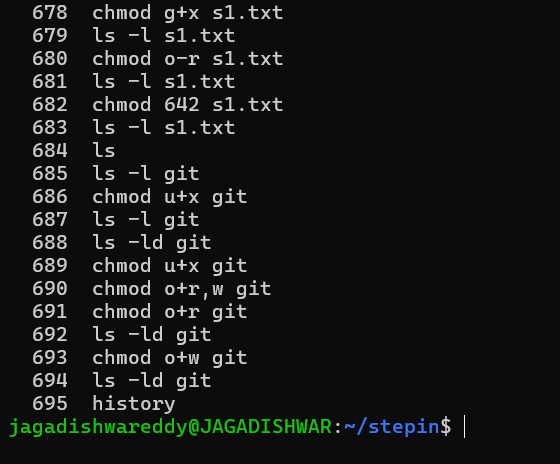 678  chmod g+x s1.txt
679  ls -l s1.txt
680  chmod o-r s1.txt
681  ls -l s1.txt
682  chmod 642 s1.txt
683  ls -l s1.txt
684  ls
685  ls -l git
686  chmod u+x git
687  ls -l git
688  ls -ld git
689  chmod u+x git
690  chmod o+r,w git
691  chmod o+r git
692  ls -ld git
693  chmod o+w git
694  ls -ld git
695  history
jagadishwareddy@JAGADISHWAR:~/stepin$